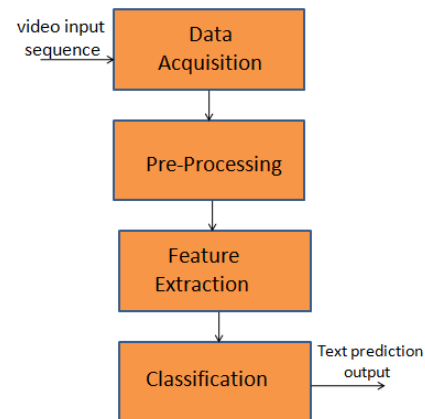 video input
sequence
Data
Acquisition
Pre-Processing
Feature
Extraction
Classification
Text prediction
output